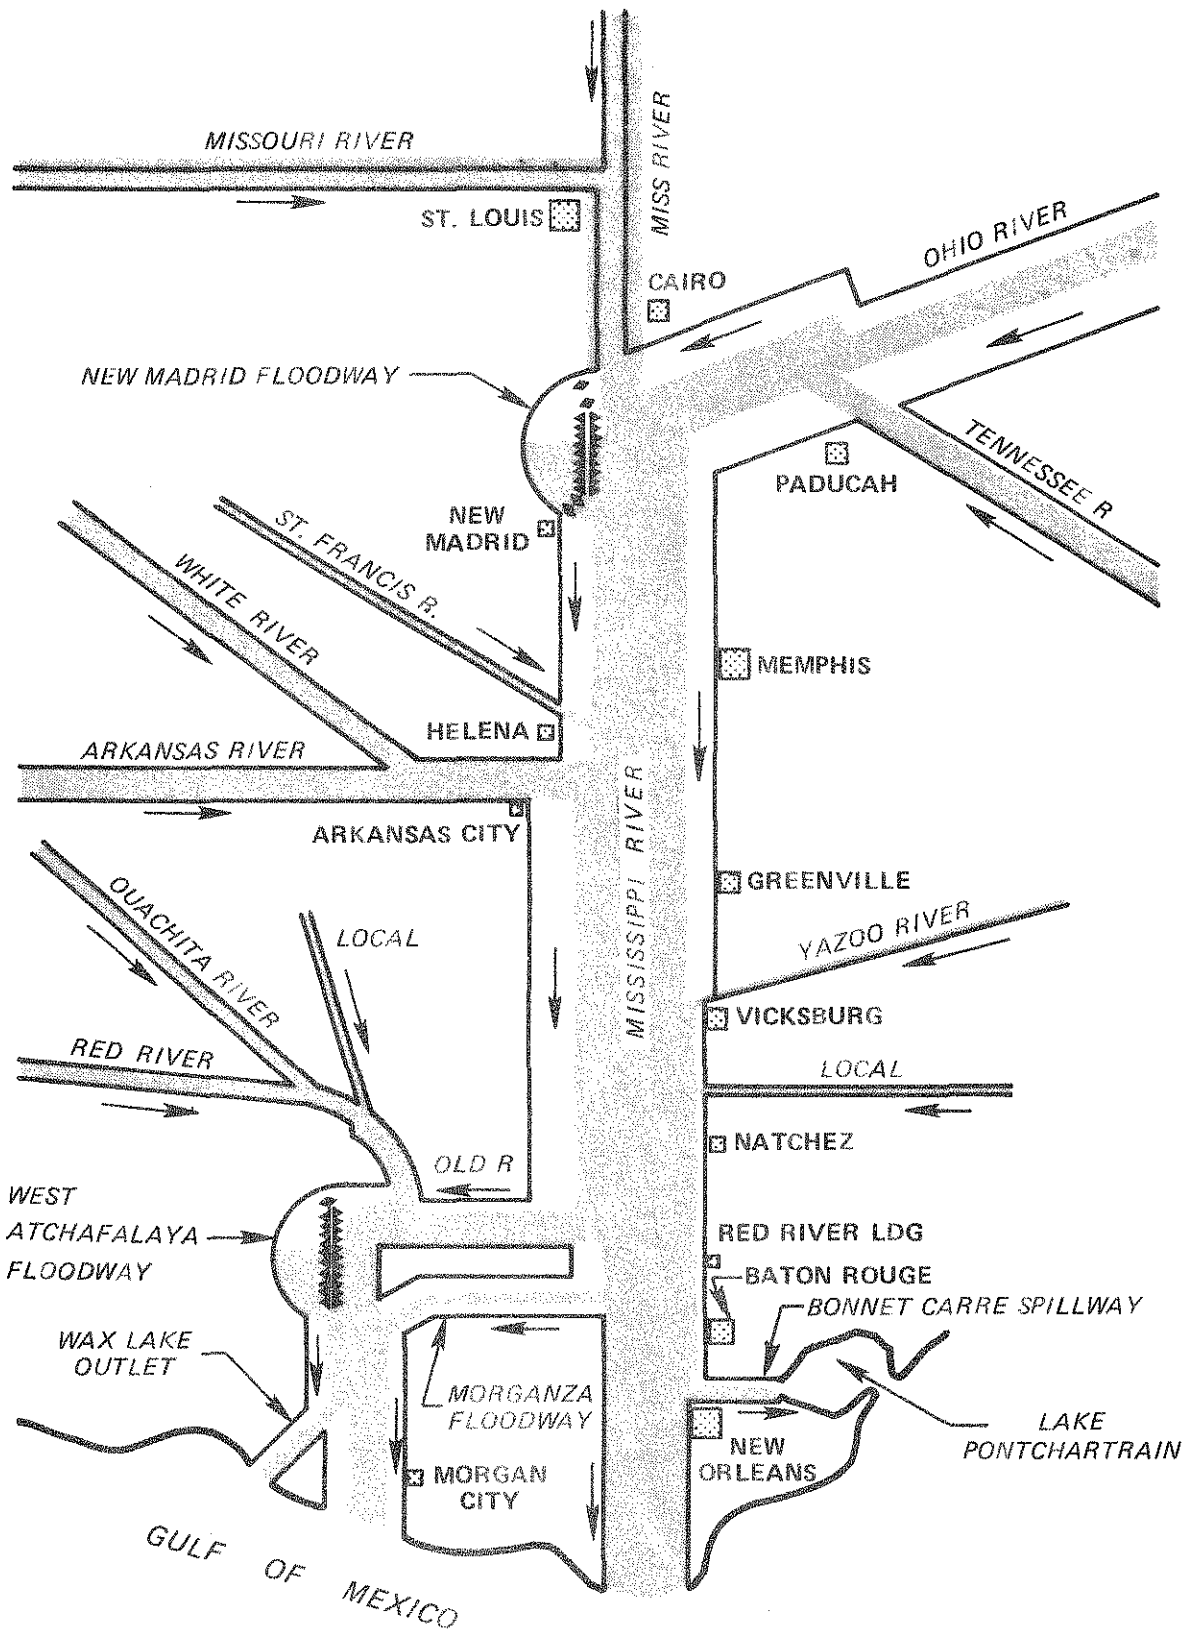 MISSOURI RIVER
MISS RIVER
ST. LOUIS
OHIO RIVER
CAIRO
NEW MADRID FLOODWAY
TENNESSEE R
PADUCAH
NEW
MADRID
ST. FRANCIS R.
WHITE RIVER
MEMPHIS
HELENA
ARKANSAS RIVER
MISSISSIPPI RIVER
ARKANSAS CITY
GREENVILLE
OUACHITA RIVER
LOCAL
YAZOO RIVER
VICKSBURG
RED RIVER
LOCAL
NATCHEZ
OLD R
WEST
ATCHAFALAYA
FLOODWAY
RED RIVER LDG
BATON ROUGE
BONNET CARRE SPILLWAY
WAX LAKE
OUTLET
MORGANZA
FLOODWAY
LAKE
PONTCHARTRAIN
NEW
ORLEANS
MORGAN
CITY
GULF OF MEXICO